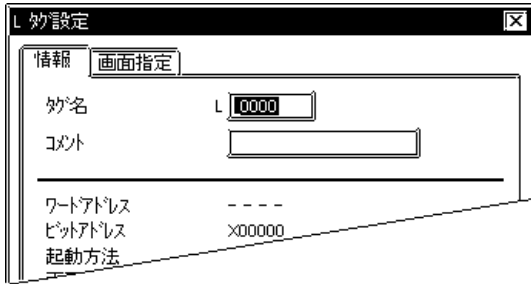 L ﾀｸﾞ設定
情報 画面指定
ﾀｸﾞ名 L 0000
ｺﾒﾝﾄ
ﾜｰﾄﾞｱﾄﾞﾚｽ ----
ﾋﾞｯﾄｱﾄﾞﾚｽ X00000
起動方法